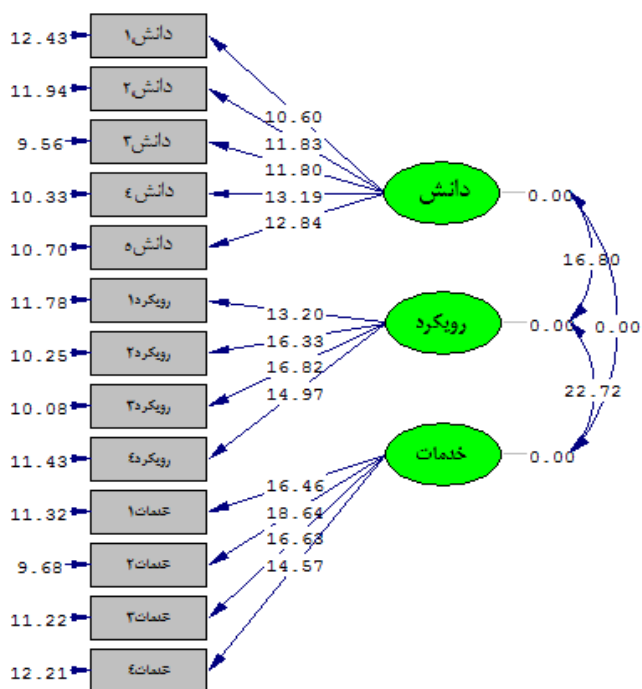 12.43 دانش۱ 10.60
11.94 دانش۲ 11.83
9.56 دانش۳ 11.80
10.33 دانش٤ 13.19
10.70 دانش٥ 12.84
دانش 0.00
16.80
11.78 رویکرد۱ 13.20
10.25 رویکرد۲ 16.33
10.08 رویکرد۳ 16.82
11.43 رویکرد٤ 14.97
رویکرد 0.00 0.00
22.72
11.32 خدمات۱ 16.46
9.68 خدمات۲ 18.64
11.22 خدمات۳ 16.63
12.21 خدمات٤ 14.57
خدمات 0.00